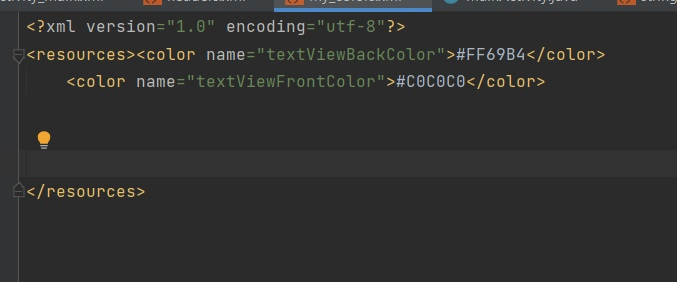 <?xml version="1.0" encoding="utf-8"?>
<resources><color name="textViewBackColor">#FF69B4</color>
<color name="textViewFrontColor">#C0C0C0</color>
</resources>